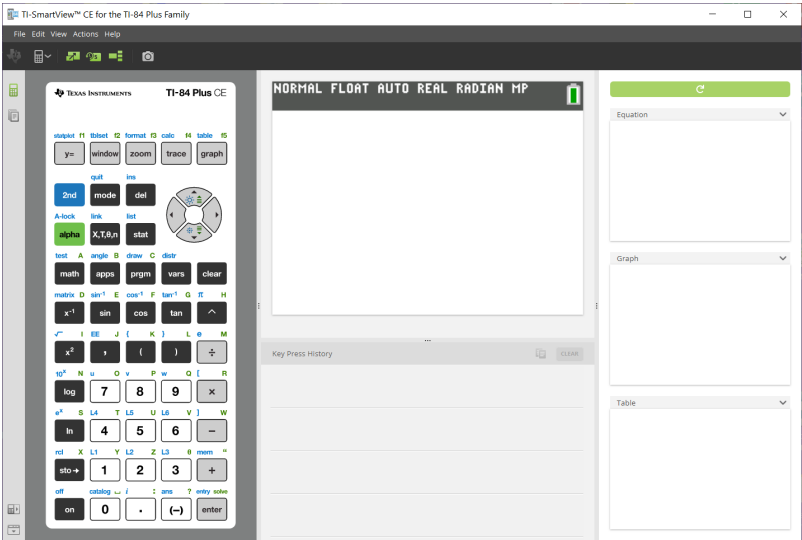 TI-SmartView™ CE for the TI-84 Plus Family
File Edit View Actions Help
TEXAS INSTRUMENTS TI-84 Plus CE
statplot f1 tblset f2 format f3 calc f4 table f5
y= window zoom trace graph
quit ins
2nd mode del
A-lock link list
alpha X,T,θ,n stat
test A angle B draw C distr
math apps prgm vars clear
matrix D sin⁻¹ E cos⁻¹ F tan⁻¹ G π H
x⁻¹ sin cos tan ^
√ I EE J { K } L e M
x² , ( ) ÷
10ˣ N u O v P w Q [ R
log 7 8 9 ×
eˣ S L4 T L5 U L6 V ] W
ln 4 5 6 −
rcl X L1 Y L2 Z L3 θ mem "
sto→ 1 2 3 +
off catalog ⎵ i : ans ? entry solve
on 0 . (−) enter
NORMAL FLOAT AUTO REAL RADIAN MP
Key Press History CLEAR
Equation
Graph
Table